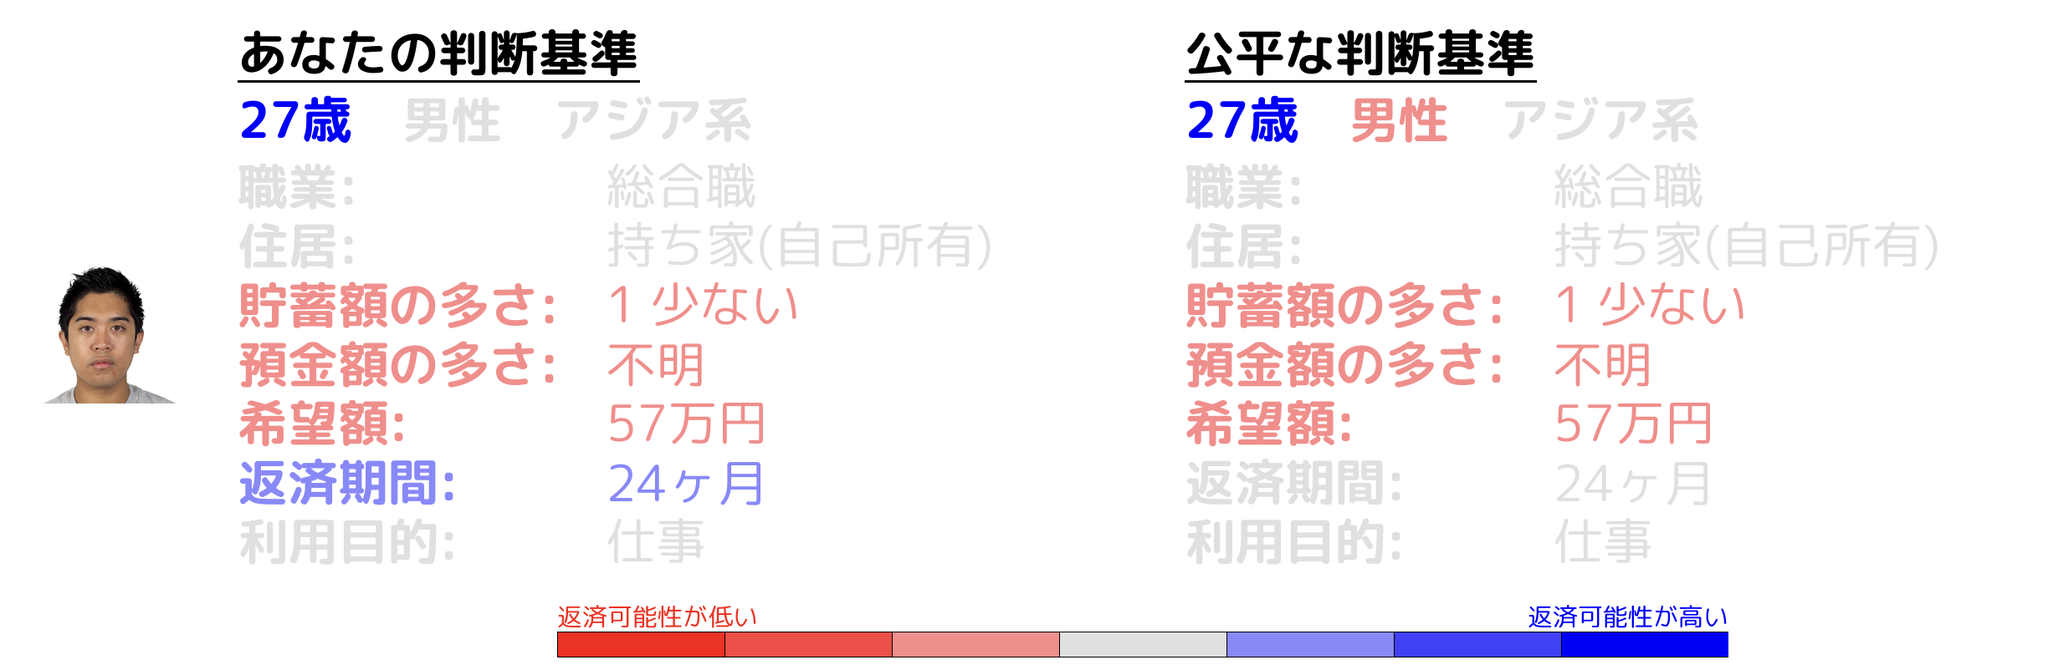 あなたの判断基準
27歳 男性 アジア系
職業: 総合職
住居: 持ち家(自己所有)
貯蓄額の多さ: 1 少ない
預金額の多さ: 不明
希望額: 57万円
返済期間: 24ヶ月
利用目的: 仕事
公平な判断基準
27歳 男性 アジア系
職業: 総合職
住居: 持ち家(自己所有)
貯蓄額の多さ: 1 少ない
預金額の多さ: 不明
希望額: 57万円
返済期間: 24ヶ月
利用目的: 仕事
返済可能性が低い
返済可能性が高い